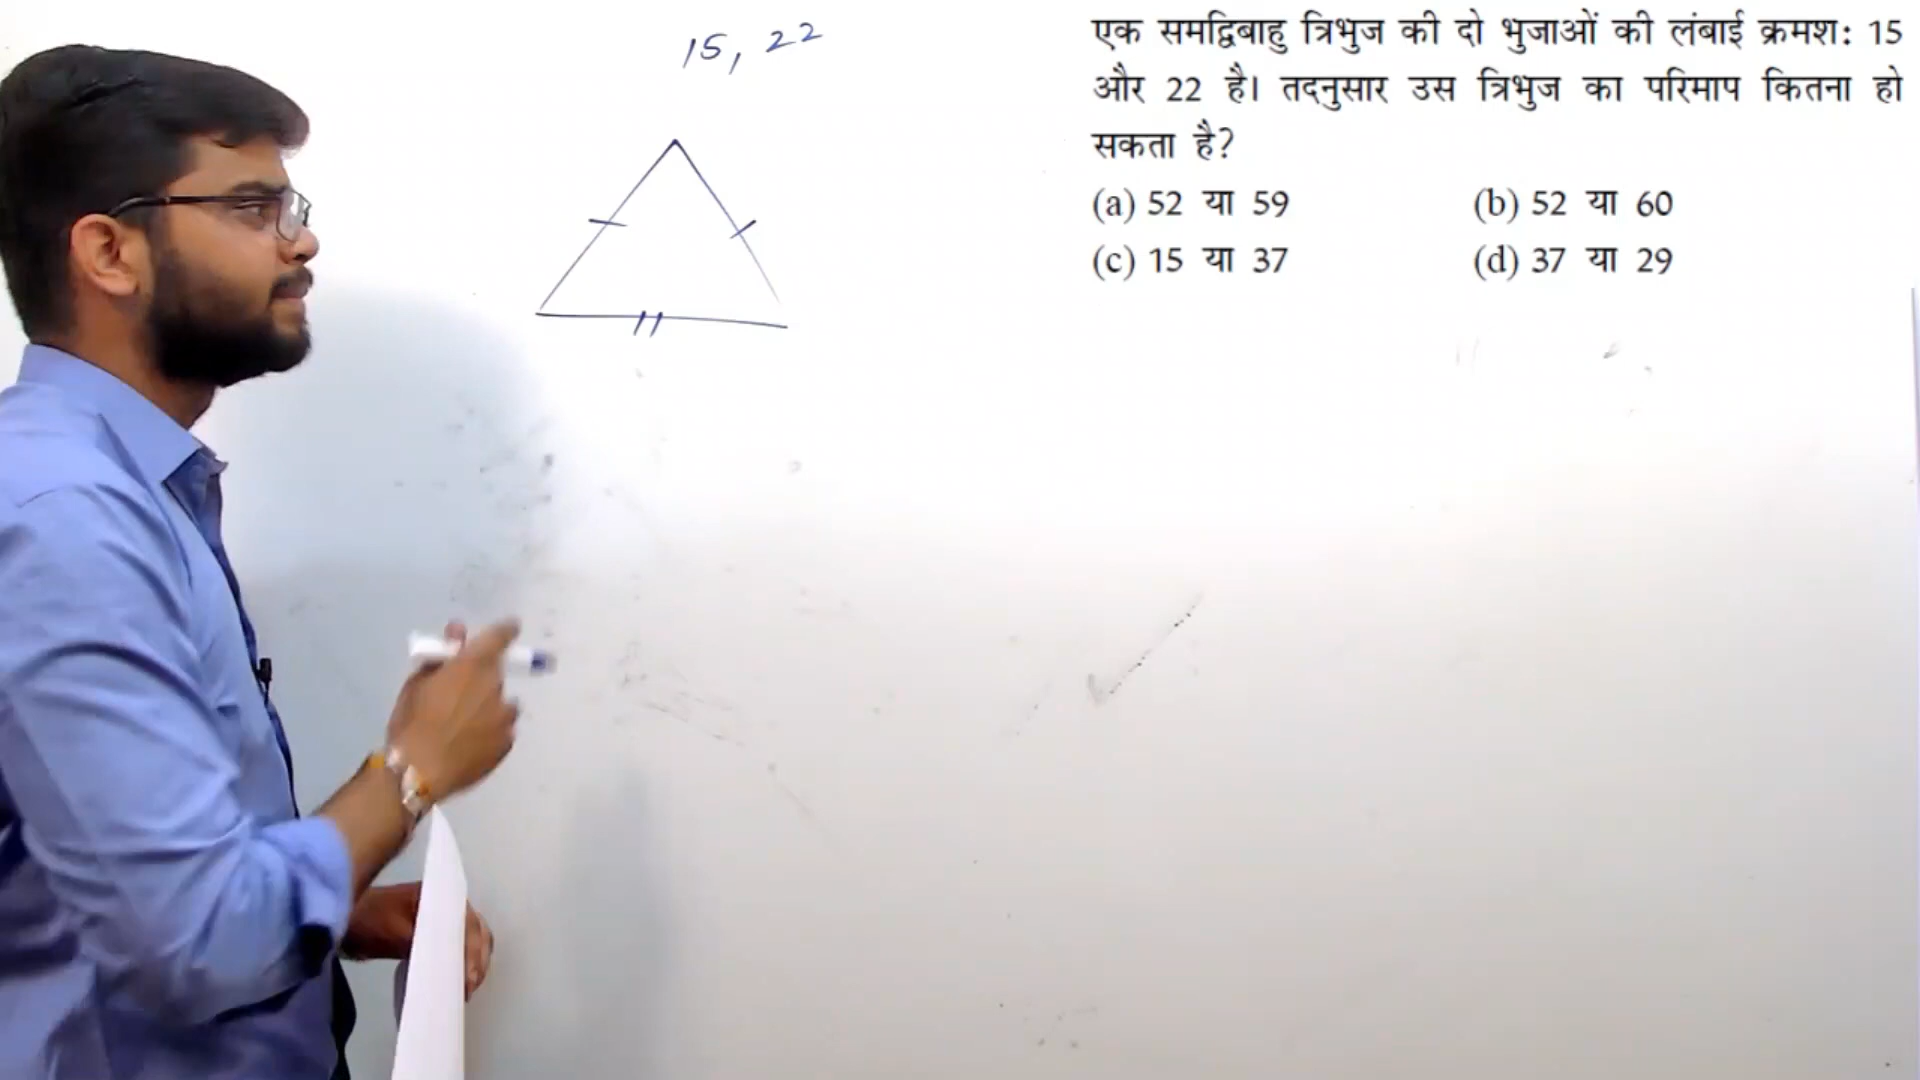 15, 22
एक समद्विबाहु त्रिभुज की दो भुजाओं की लंबाई क्रमश: 15
और 22 है। तदनुसार उस त्रिभुज का परिमाप कितना हो
सकता है?
(a) 52 या 59 (b) 52 या 60
(c) 15 या 37 (d) 37 या 29